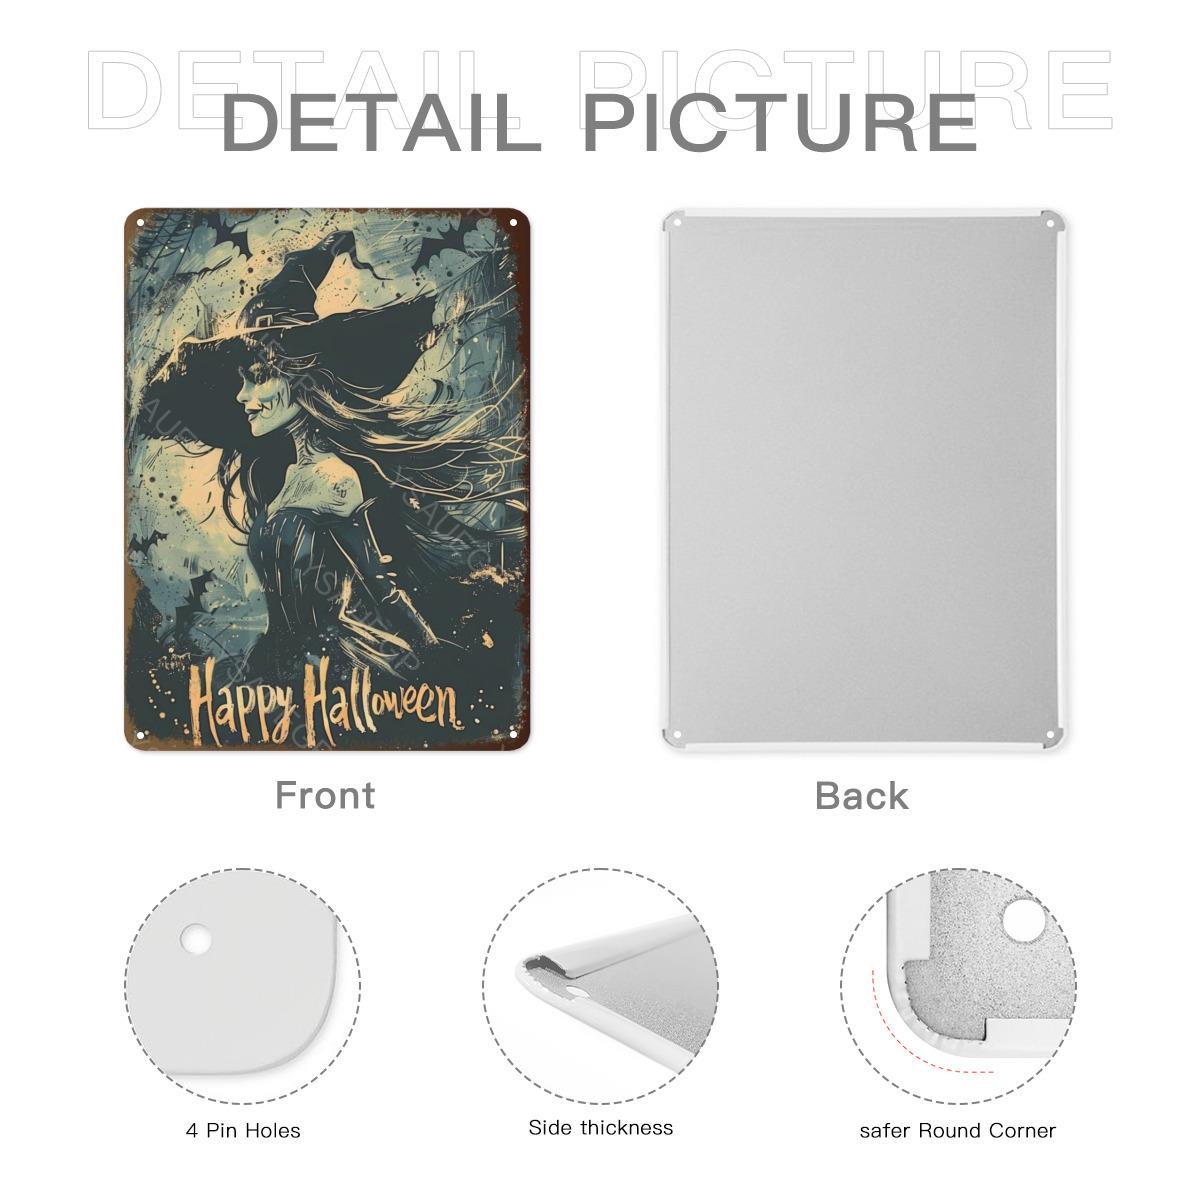 DETAIL PICTURE
DETAIL PICTURE
Happy Halloween
Front
Back
4 Pin Holes
Side thickness
safer Round Corner